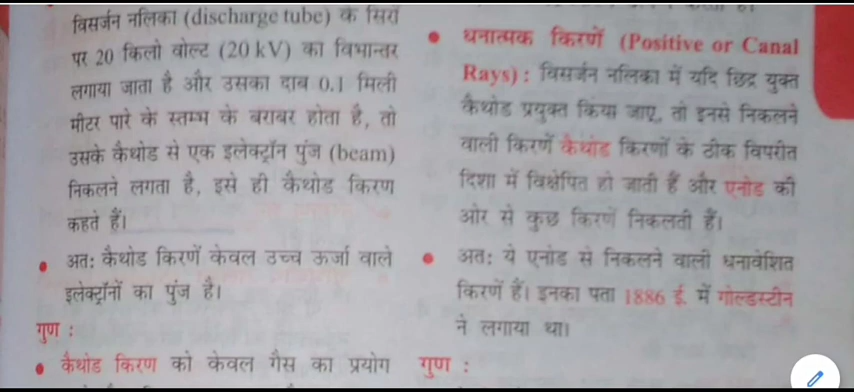 विसर्जन नलिका (discharge tube) के सिरों
पर 20 किलो वोल्ट (20 kV) का विभान्तर
लगाया जाता है और उसका दाब 0.1 मिली
मीटर पारे के स्तम्भ के बराबर होता है, तो
उसके कैथोड से एक इलेक्ट्रॉन पुंज (beam)
निकलने लगता है, इसे ही कैथोड किरण
कहते हैं।
• अतः कैथोड किरणें केवल उच्च ऊर्जा वाले
इलेक्ट्रॉनों का पुंज है।
गुण :
• कैथोड किरण को केवल गैस का प्रयोग
• धनात्मक किरणें (Positive or Canal
Rays) : विसर्जन नलिका में यदि छिद्र युक्त
कैथोड प्रयुक्त किया जाए, तो इनसे निकलने
वाली किरणें कैथोड किरणों के ठीक विपरीत
दिशा में विक्षेपित हो जाती हैं और एनोड की
ओर से कुछ किरणें निकलती हैं।
• अतः ये एनोड से निकलने वाली धनावेशित
किरणें हैं। इनका पता 1886 ई. में गोल्डस्टीन
ने लगाया था।
गुण :